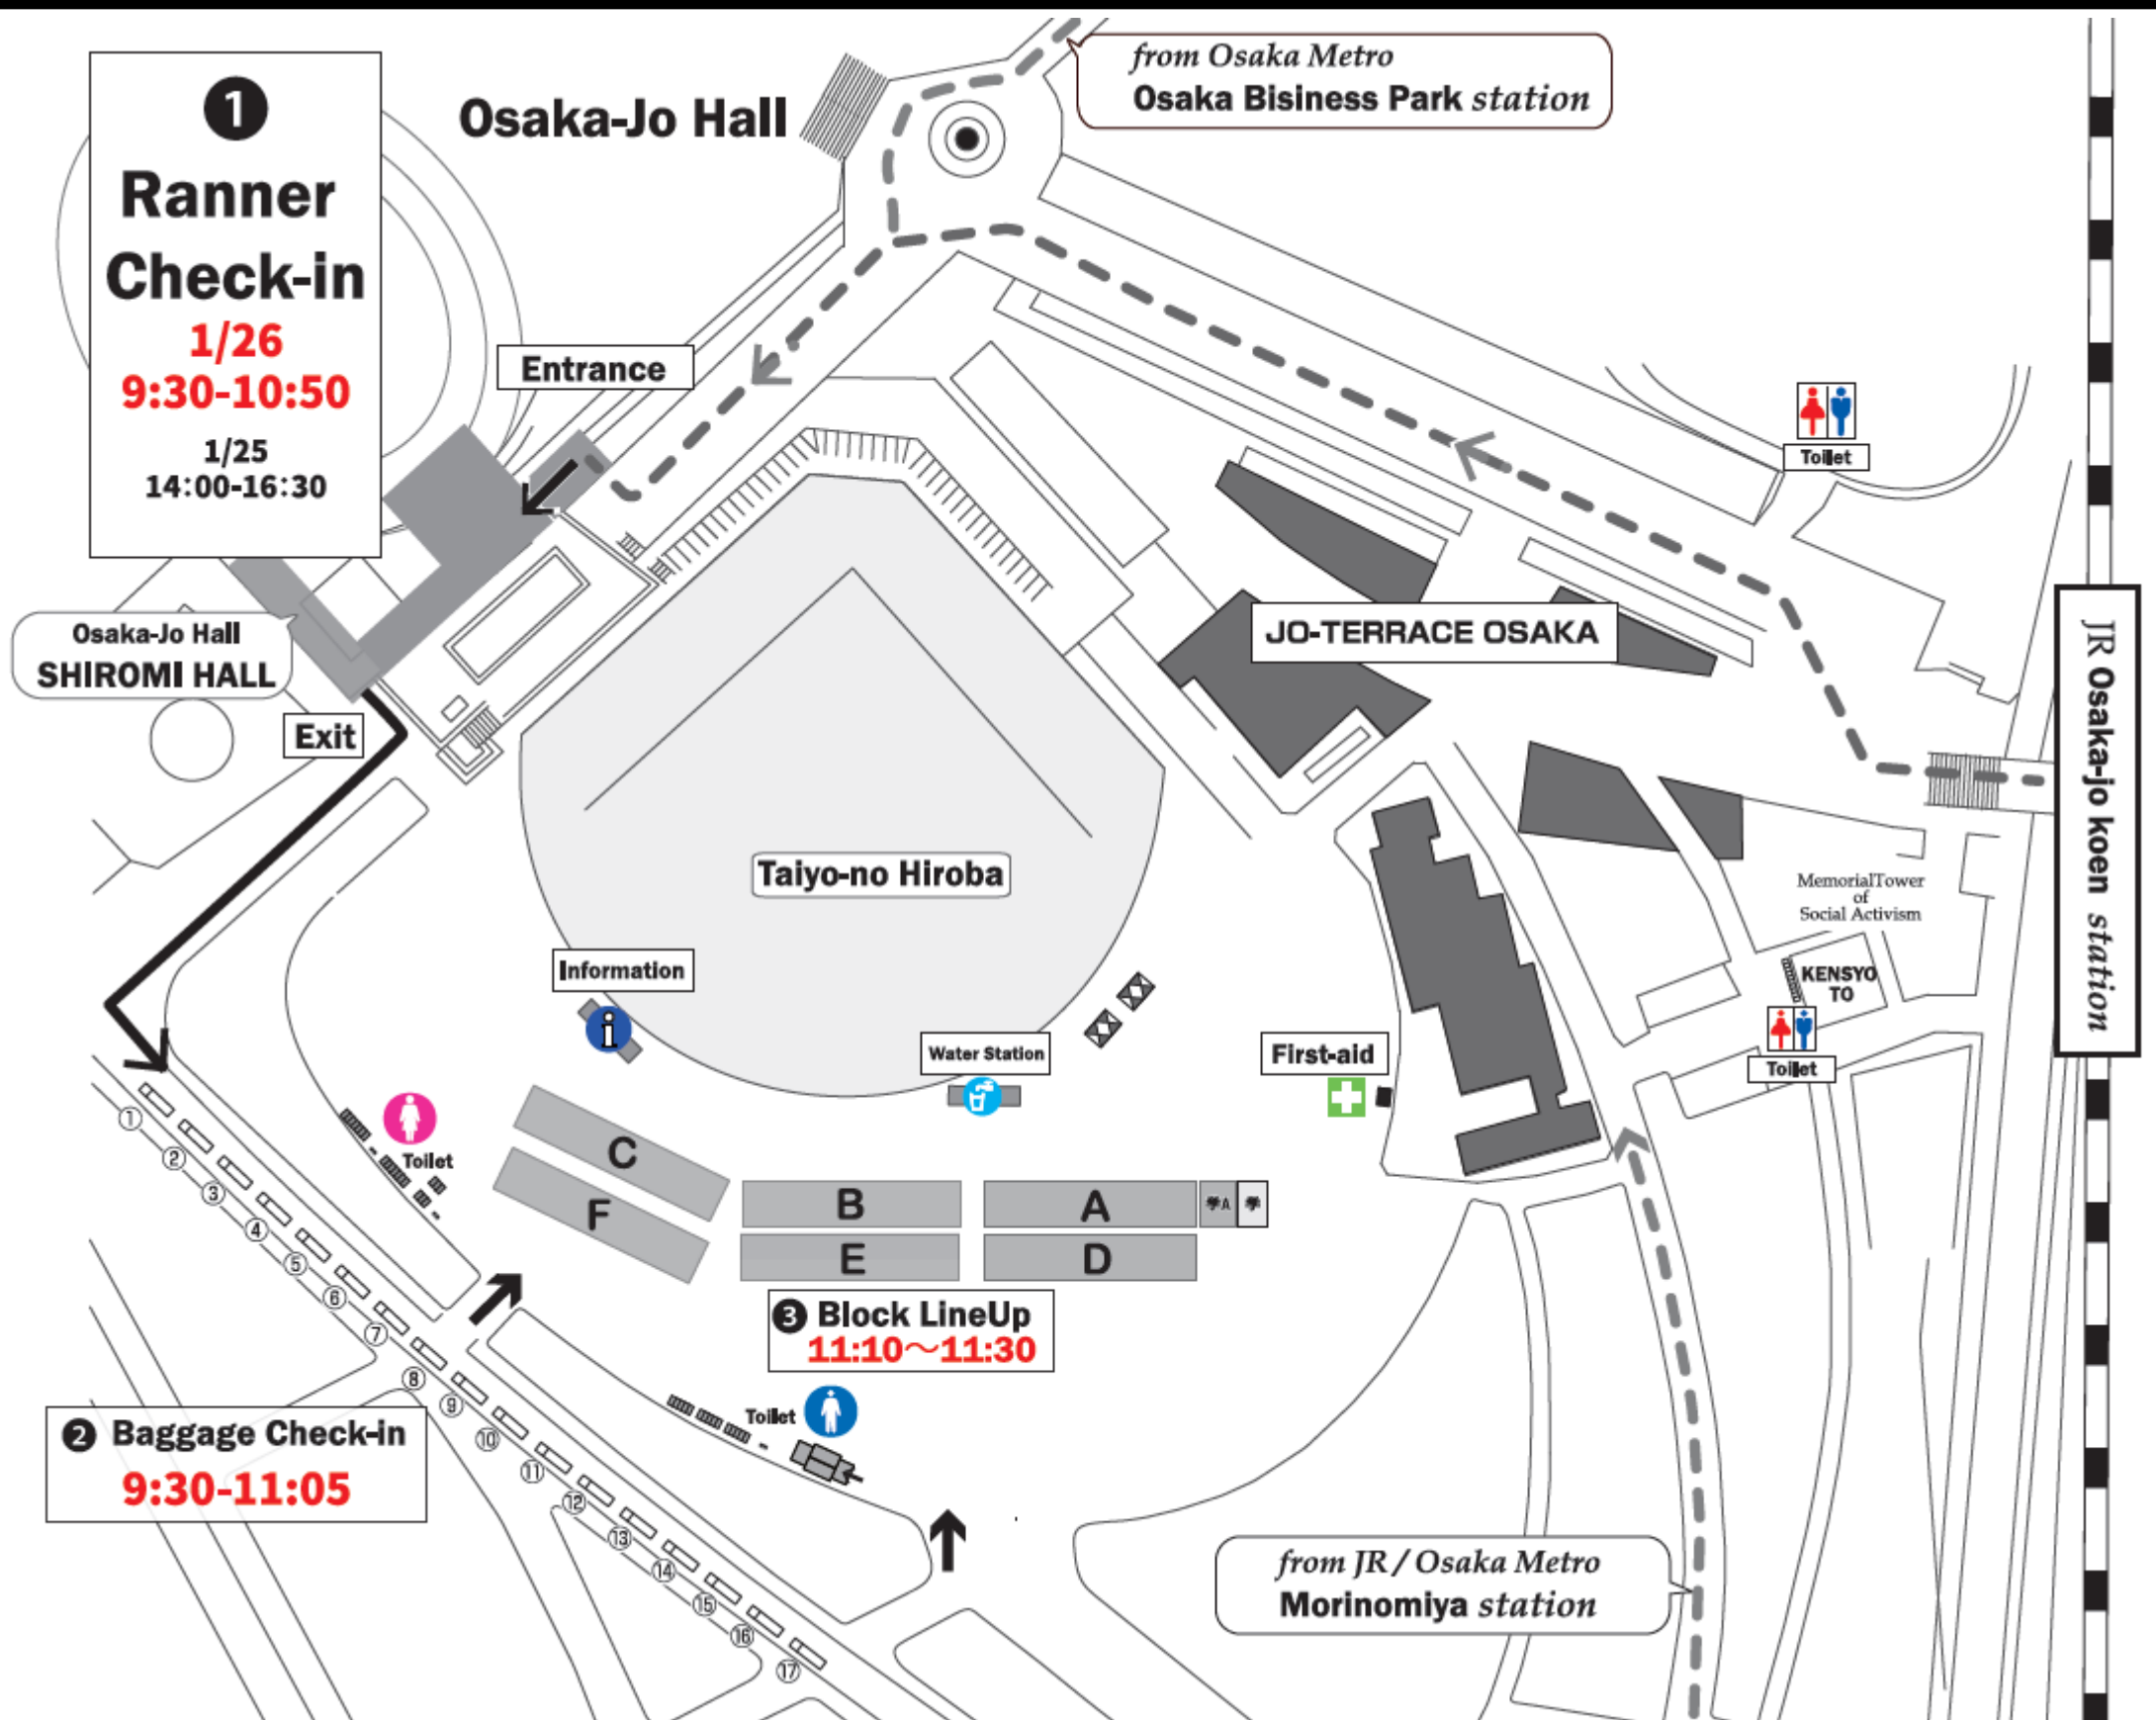 1
Ranner
Check-in
1/26
9:30-10:50
1/25
14:00-16:30
Osaka-Jo Hall
from Osaka Metro
Osaka Bisiness Park station
Entrance
Toilet
Osaka-Jo Hall
SHIROMI HALL
Exit
JO-TERRACE OSAKA
JR Osaka-jo koen station
Taiyo-no Hiroba
MemorialTower
of
Social Activism
KENSYO
TO
Toilet
Information
i
Water Station
First-aid
Toilet
C
F
B
A
A
E
D
3 Block LineUp
11:10～11:30
Toilet
2 Baggage Check-in
9:30-11:05
①
②
③
④
⑤
⑥
⑦
⑧
⑨
⑩
⑪
⑫
⑬
⑭
⑮
⑯
⑰
from JR / Osaka Metro
Morinomiya station